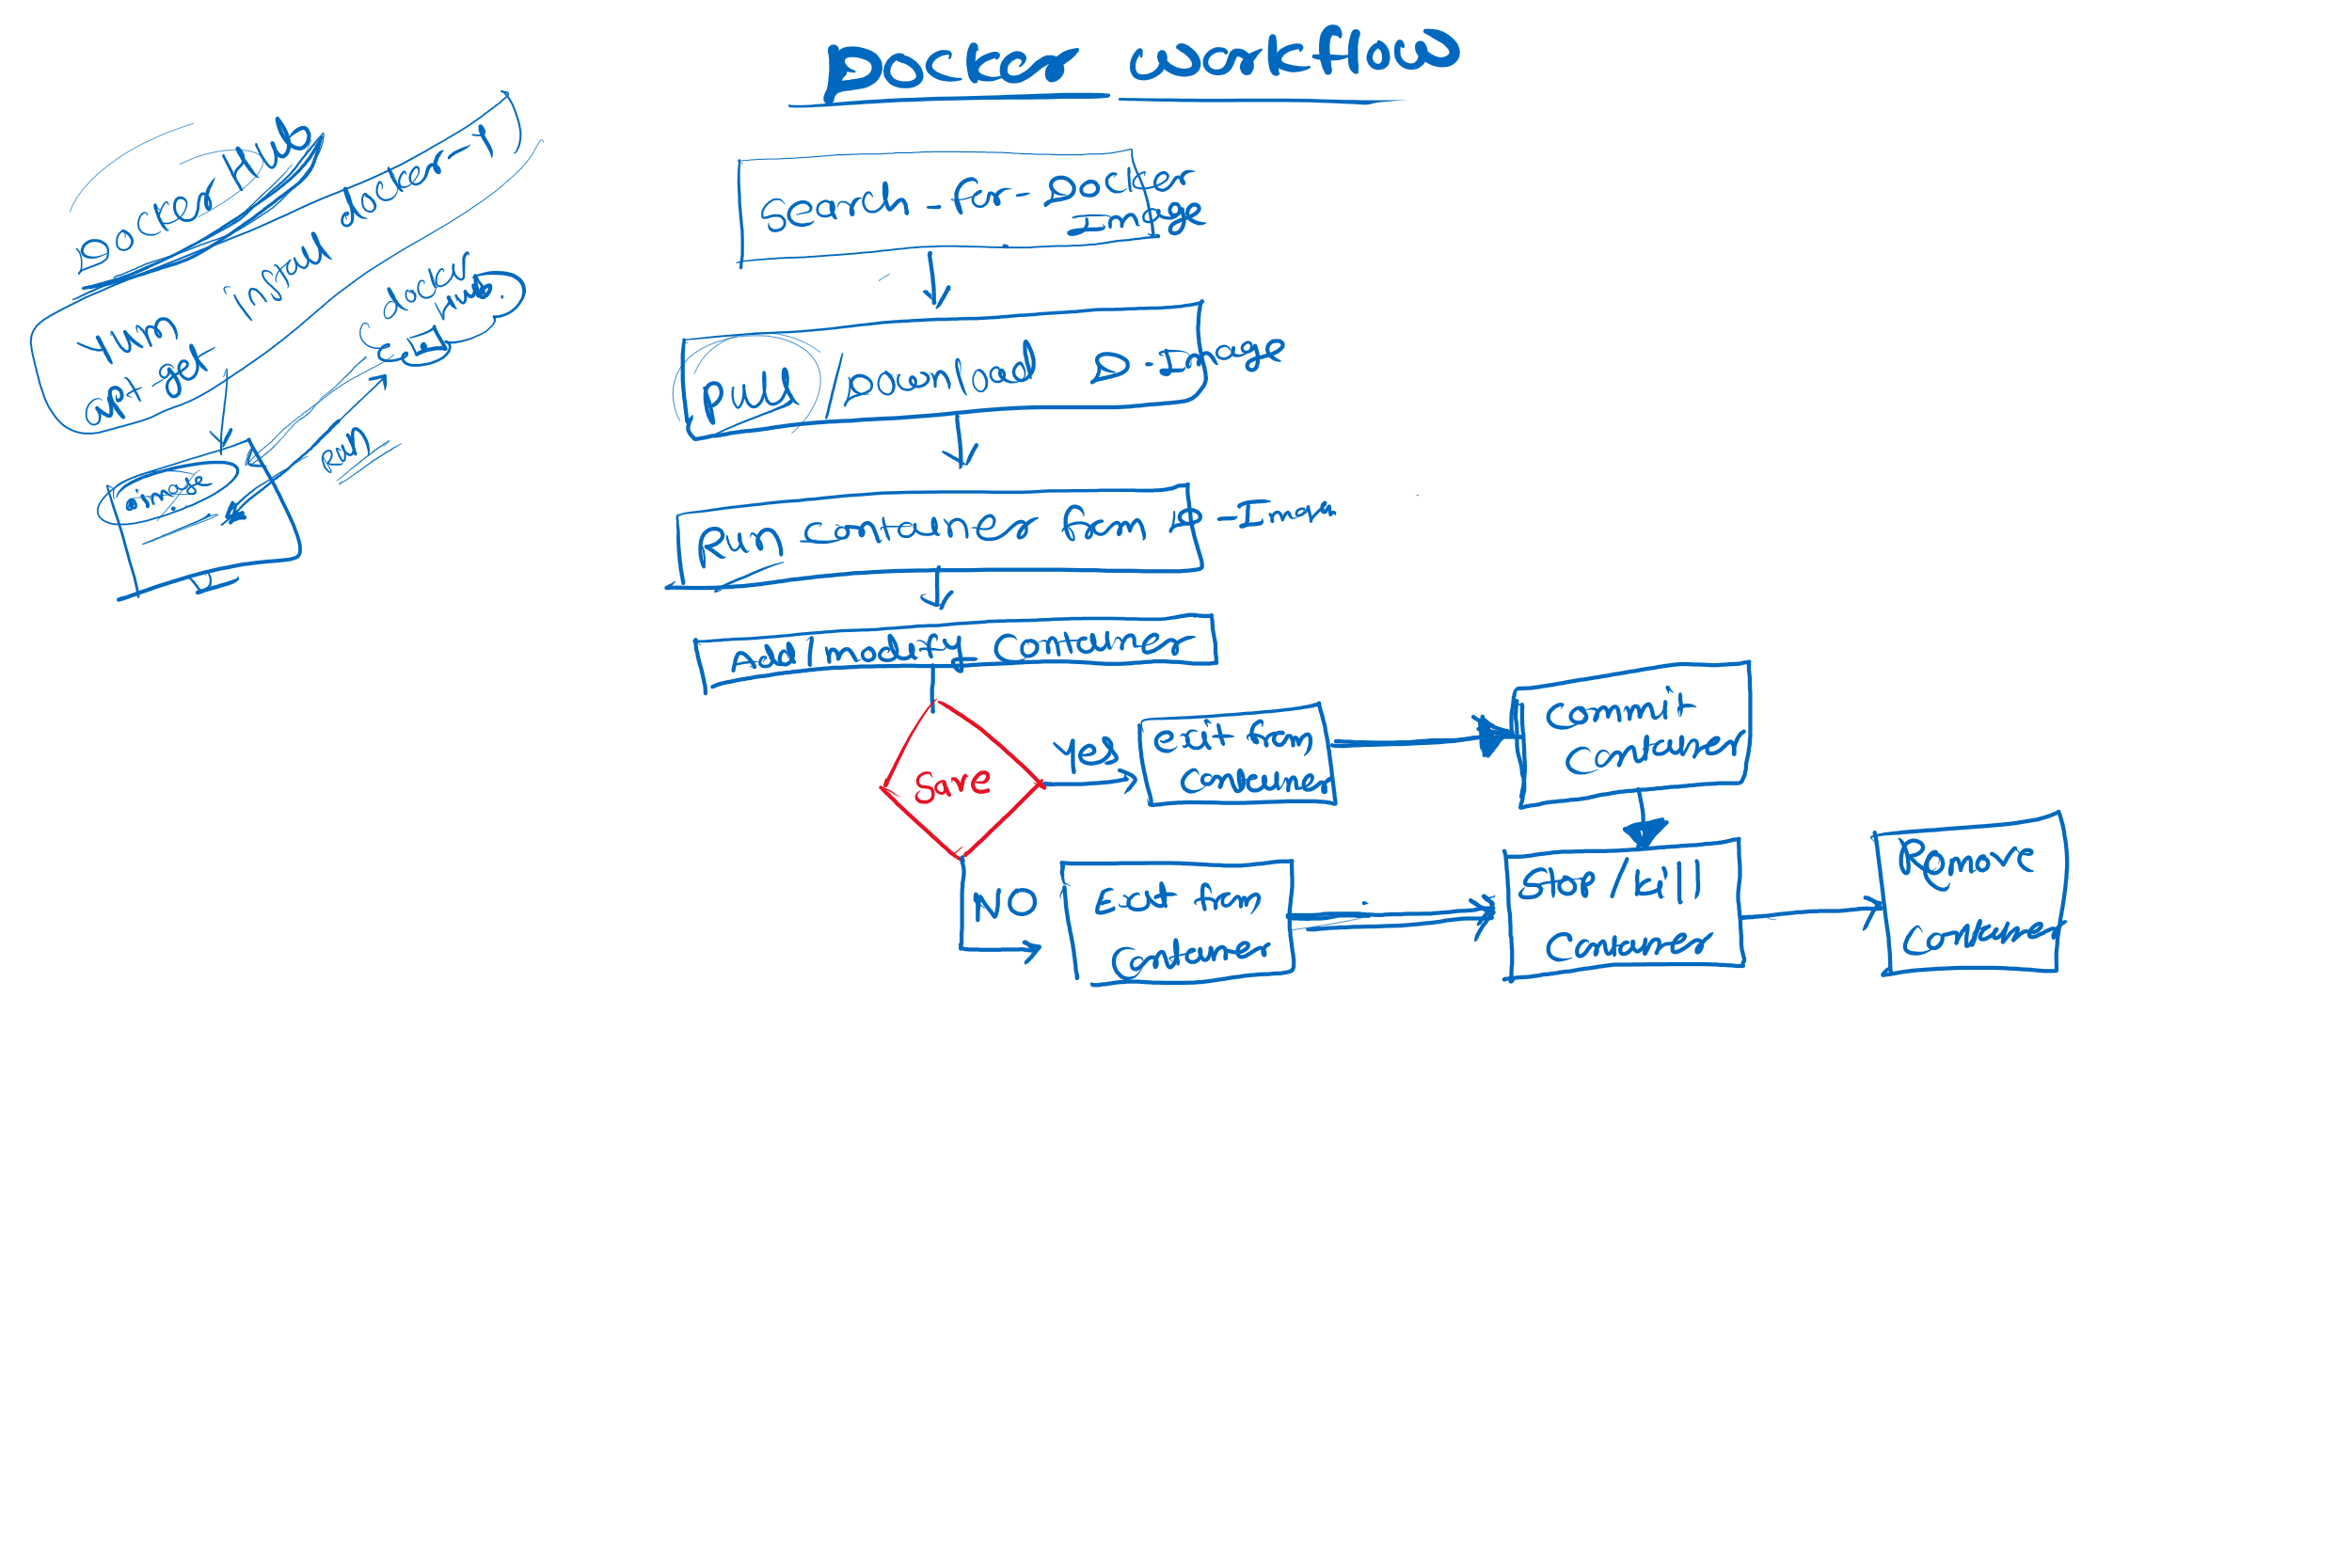 Docker workflow
Docker Hub
Yum install docker -y
apt-get
docker
Hub
image
Search - for - Docker
Image
pull / Download D-Image
Run container from D-Image
Add / modify container
Save
Yes
exit from
container
commit
container
NO
Exit from
container
Stop / kill
container
Remove
container